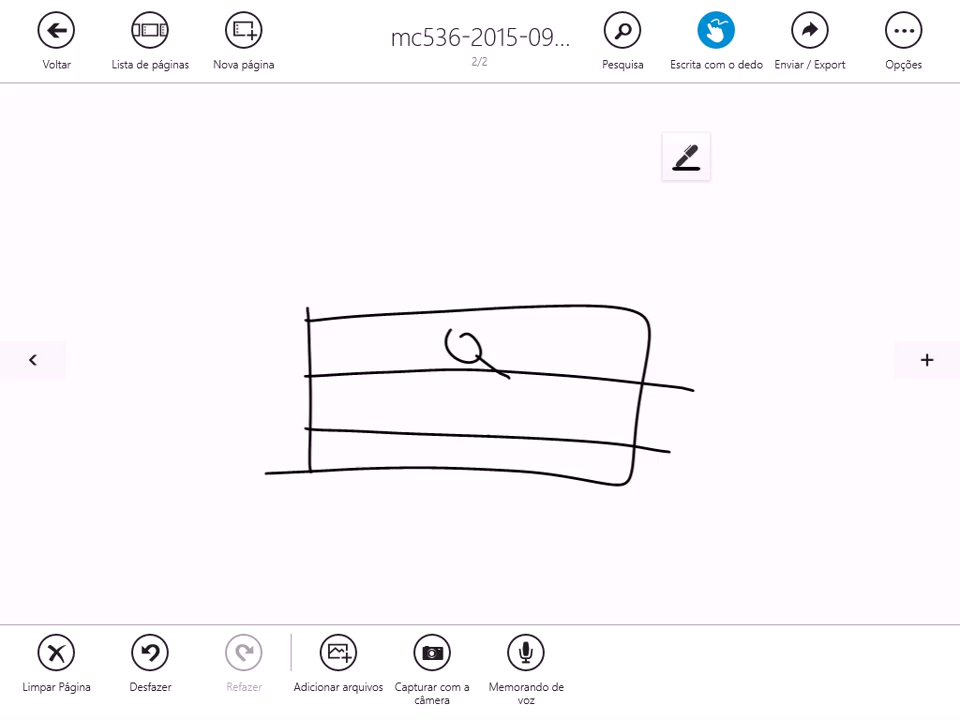 Voltar
Lista de páginas
Nova página
mc536-2015-09...
2/2
Pesquisa
Escrita com o dedo
Enviar / Export
Opções
Q
Limpar Página
Desfazer
Refazer
Adicionar arquivos
Capturar com a
câmera
Memorando de
voz